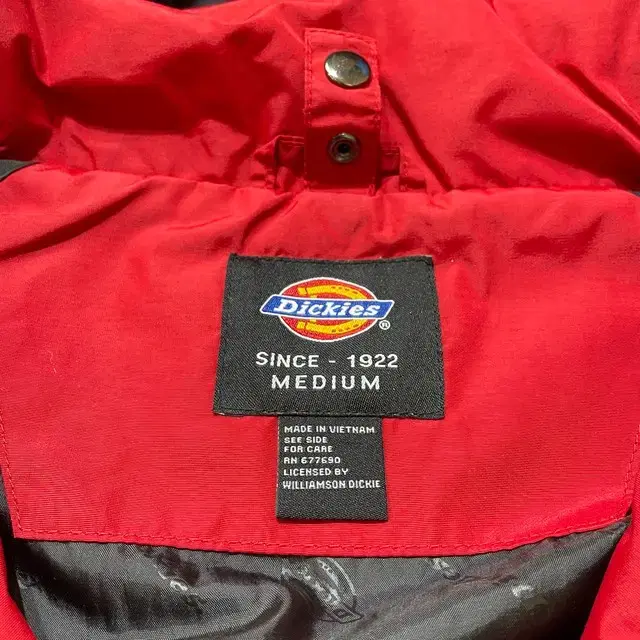 Dickies
®
SINCE - 1922
MEDIUM
MADE IN VIETNAM
SEE SIDE
FOR CARE
RN 677690
LICENSED BY
WILLIAMSON DICKIE